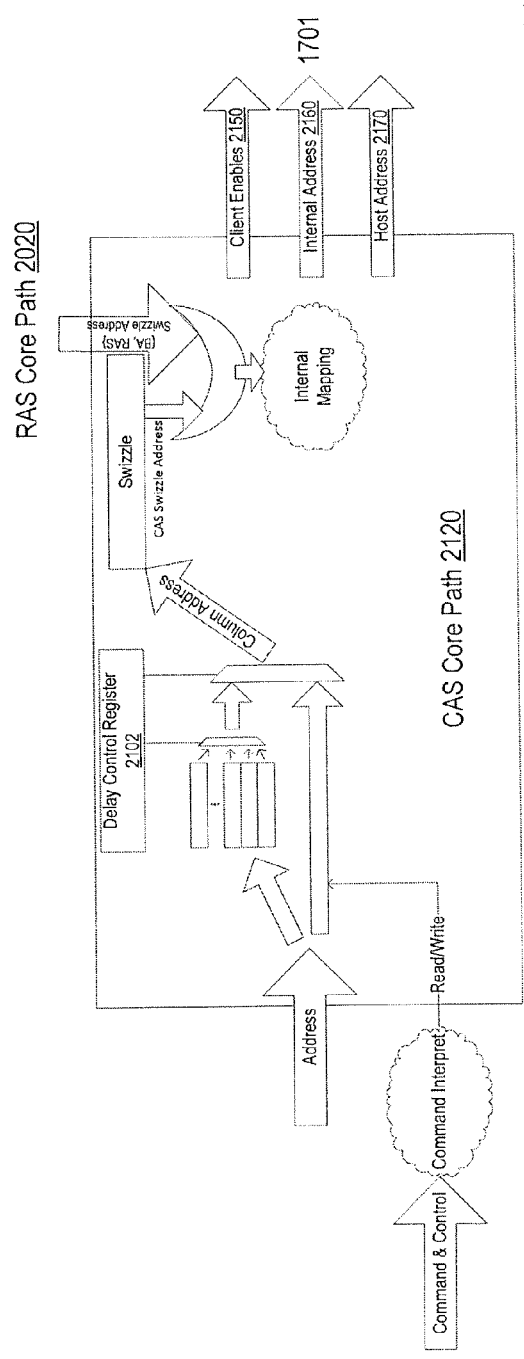 RAS Core Path 2020
Delay Control Register
2102
Swizzle
{BA, RAS}
Swizzle Address
CAS Swizzle Address
Column Address
Internal
Mapping
Client Enables 2150
Internal Address 2160
Host Address 2170
1701
Address
CAS Core Path 2120
Command & Control
Command Interpret
Read/Write